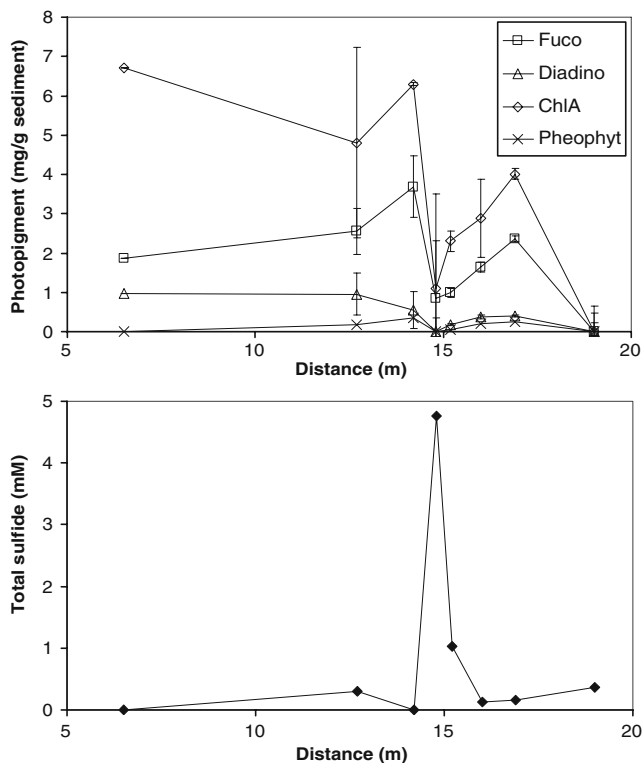 8
7
6
5
4
3
2
1
0
Photopigment (mg/g sediment)
Fuco
Diadino
ChlA
Pheophyt
5 10 15 20
Distance (m)
5
4
3
2
1
0
Total sulfide (mM)
5 10 15 20
Distance (m)